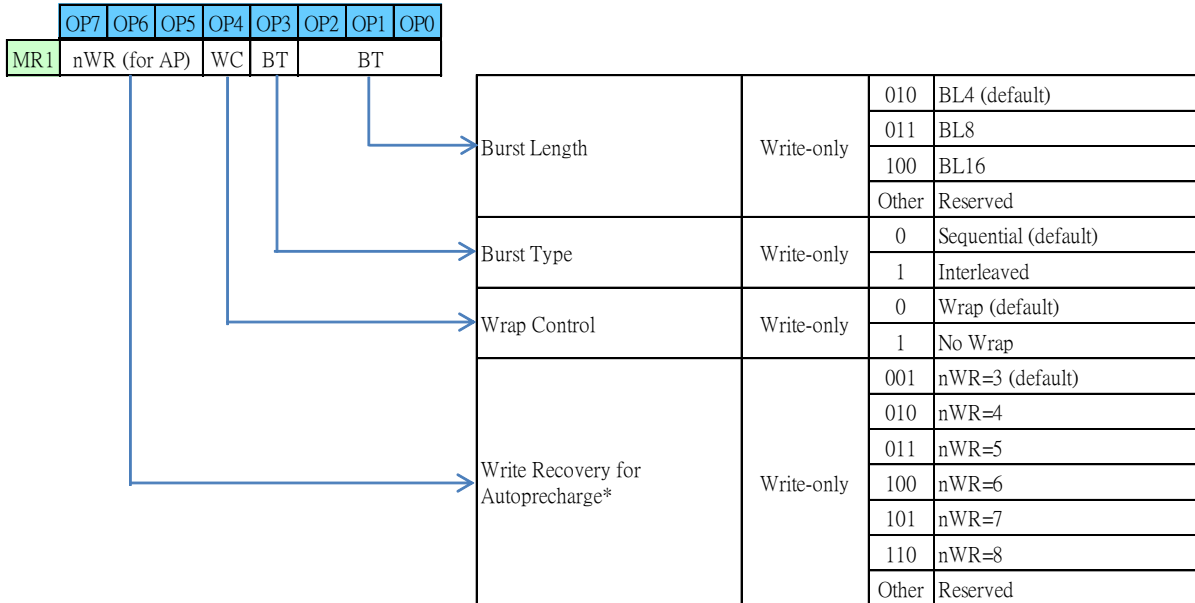 OP7 OP6 OP5 OP4 OP3 OP2 OP1 OP0
MR1 nWR (for AP) WC BT BT
Burst Length Write-only
010 BL4 (default)
011 BL8
100 BL16
Other Reserved
Burst Type Write-only
0 Sequential (default)
1 Interleaved
Wrap Control Write-only
0 Wrap (default)
1 No Wrap
Write Recovery for
Autoprecharge*
Write-only
001 nWR=3 (default)
010 nWR=4
011 nWR=5
100 nWR=6
101 nWR=7
110 nWR=8
Other Reserved